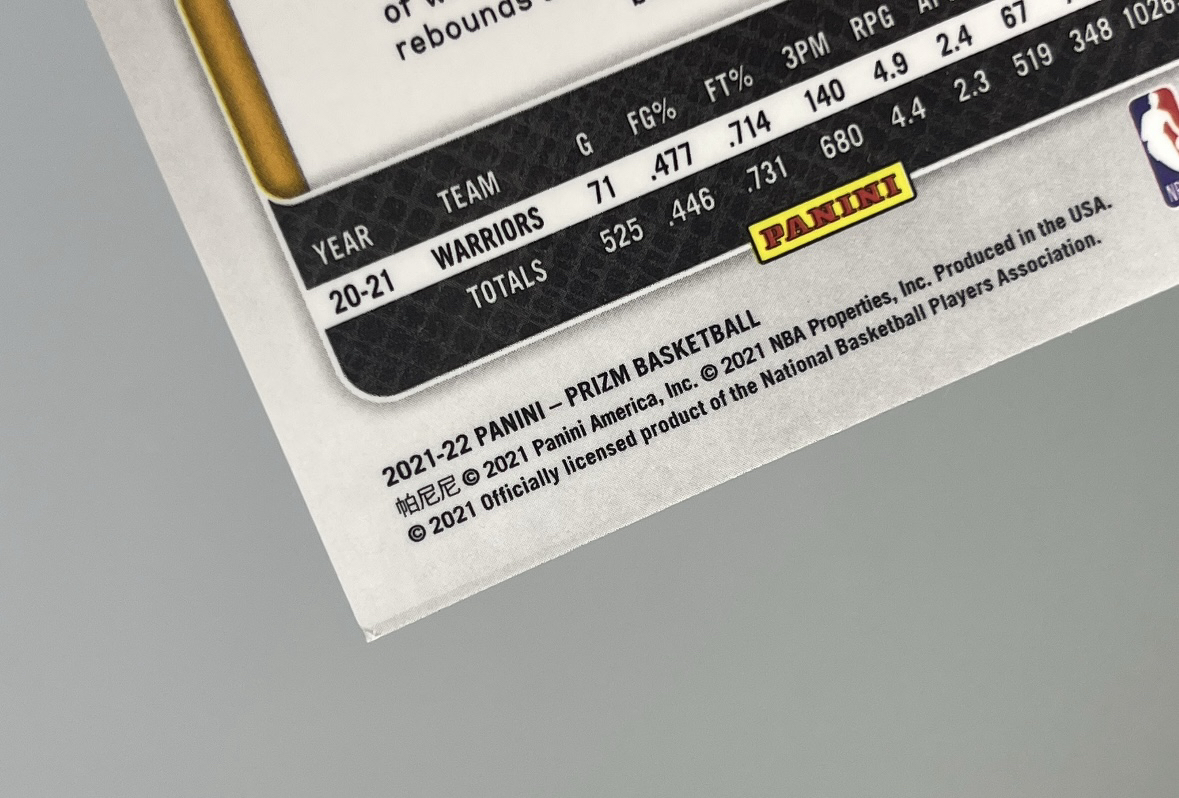 of
rebounds
YEAR TEAM G FG% FT% 3PM RPG
20-21 WARRIORS 71 .477 .714 140 4.9 2.4 67
TOTALS 525 .446 .731 680 4.4 2.3 519 348
PANINI
2021-22 PANINI – PRIZM BASKETBALL
帕尼尼 © 2021 Panini America, Inc. © 2021 NBA Properties, Inc. Produced in the USA.
© 2021 Officially licensed product of the National Basketball Players Association.